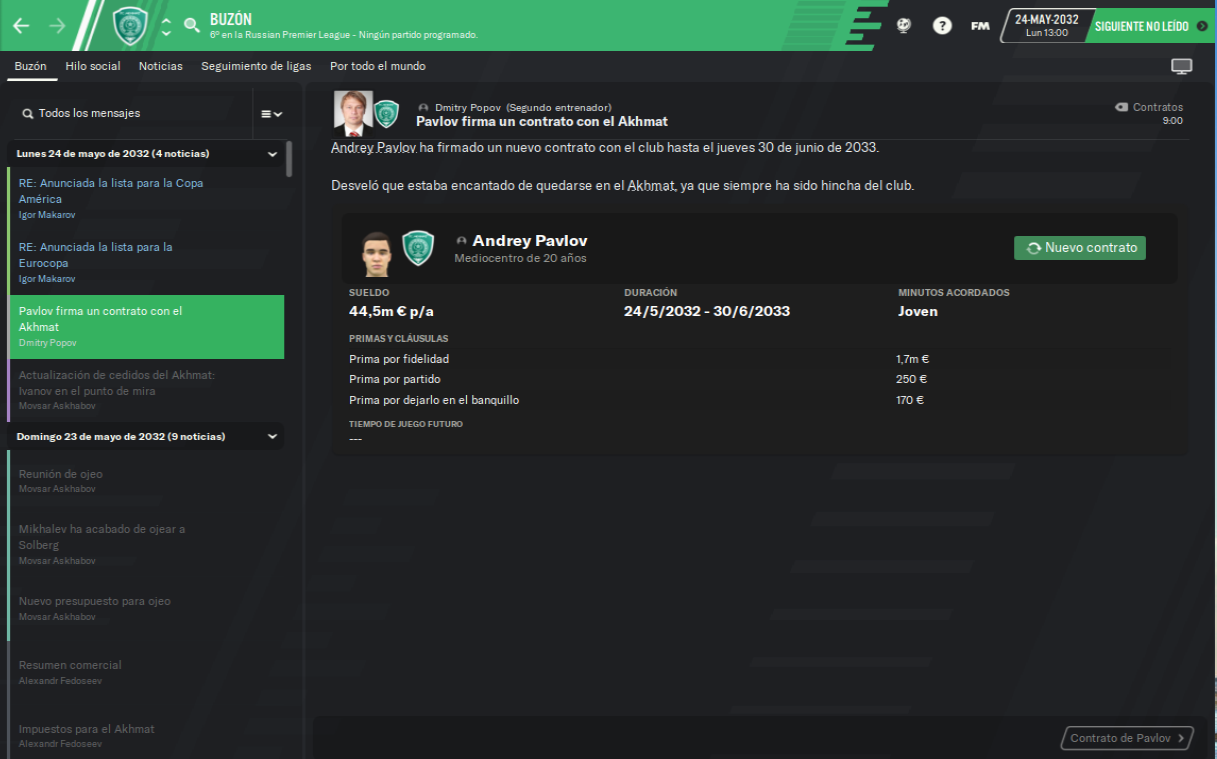 BUZÓN
6º en la Russian Premier League - Ningún partido programado.
?
FM
24-MAY-2032
Lun 13:00
SIGUIENTE NO LEÍDO
Buzón
Hilo social
Noticias
Seguimiento de ligas
Por todo el mundo
Todos los mensajes
Lunes 24 de mayo de 2032 (4 noticias)
RE: Anunciada la lista para la Copa
América
Igor Makarov
RE: Anunciada la lista para la
Eurocopa
Igor Makarov
Pavlov firma un contrato con el
Akhmat
Dmitry Popov
Actualización de cedidos del Akhmat:
Ivanov en el punto de mira
Movsar Askhabov
Domingo 23 de mayo de 2032 (9 noticias)
Reunión de ojeo
Movsar Askhabov
Mikhalev ha acabado de ojear a
Solberg
Movsar Askhabov
Nuevo presupuesto para ojeo
Movsar Askhabov
Resumen comercial
Alexandr Fedoseev
Impuestos para el Akhmat
Alexandr Fedoseev
Dmitry Popov (Segundo entrenador)
Pavlov firma un contrato con el Akhmat
Contratos
9:00
Andrey Pavlov ha firmado un nuevo contrato con el club hasta el jueves 30 de junio de 2033.
Desveló que estaba encantado de quedarse en el Akhmat, ya que siempre ha sido hincha del club.
Andrey Pavlov
Mediocentro de 20 años
Nuevo contrato
SUELDO
DURACIÓN
MINUTOS ACORDADOS
44,5m € p/a
24/5/2032 - 30/6/2033
Joven
PRIMAS Y CLÁUSULAS
Prima por fidelidad
1,7m €
Prima por partido
250 €
Prima por dejarlo en el banquillo
170 €
TIEMPO DE JUEGO FUTURO
---
Contrato de Pavlov